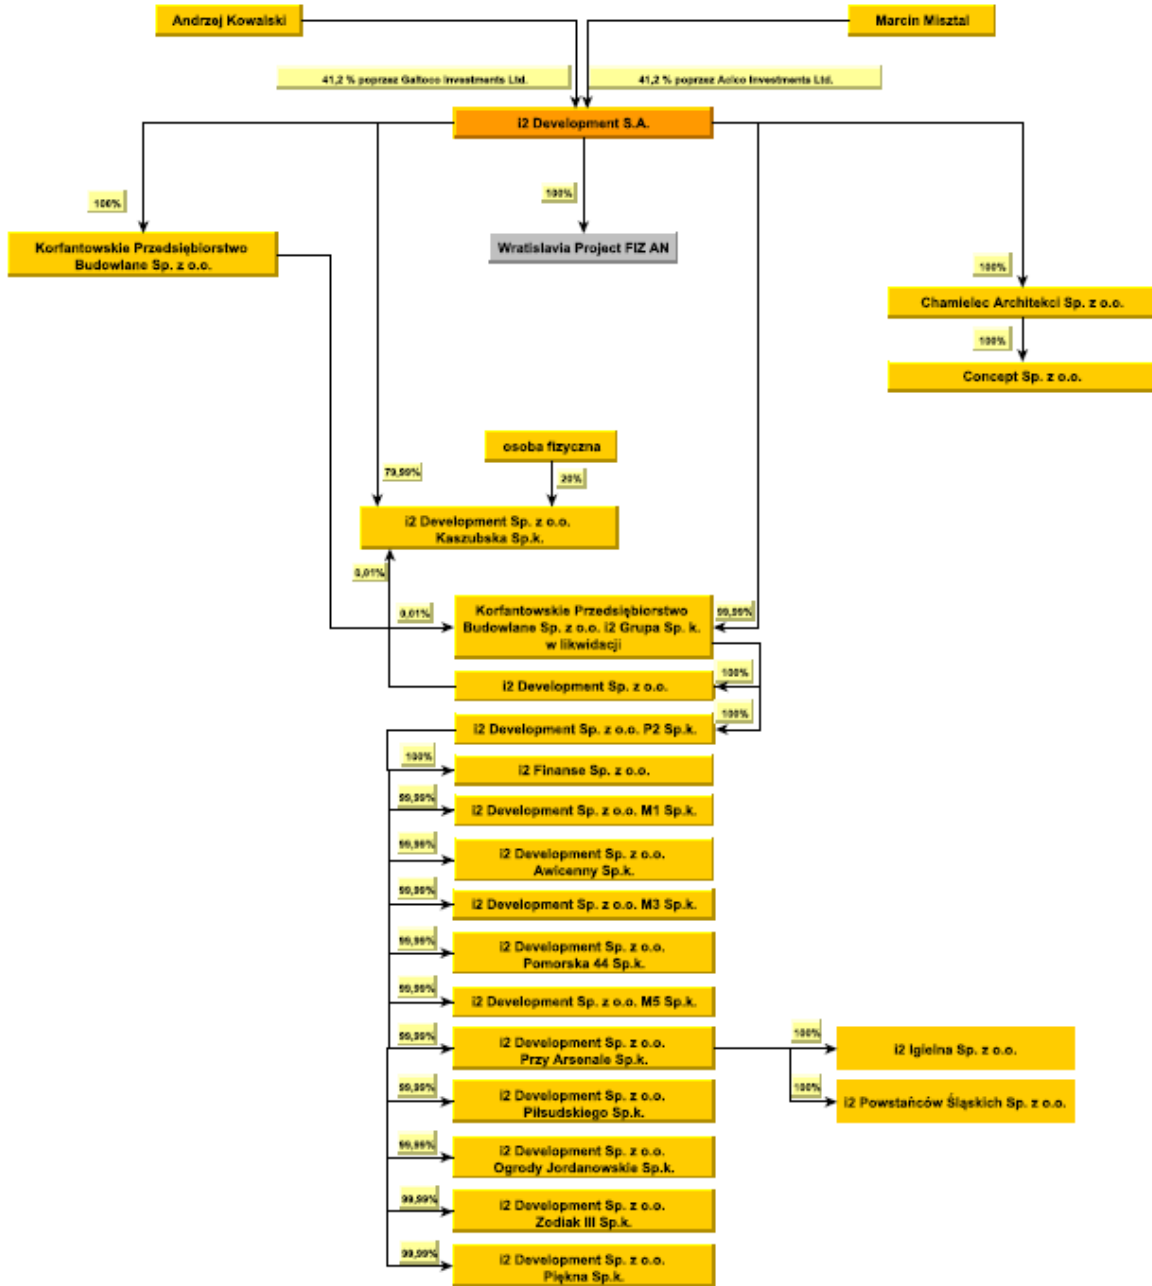 Andrzej Kowalski
Marcin Misztal
41,2 % poprzez Galtoco Investments Ltd.
41,2 % poprzez Acico Investments Ltd.
i2 Development S.A.
100%
100%
Korfantowskie Przedsiębiorstwo
Budowlane Sp. z o.o.
Wratislavia Project FIZ AN
100%
Chamielec Architekci Sp. z o.o.
100%
Concept Sp. z o.o.
osoba fizyczna
79,99%
20%
i2 Development Sp. z o.o.
Kaszubska Sp.k.
0,01%
0,01%
Korfantowskie Przedsiębiorstwo
Budowlane Sp. z o.o. i2 Grupa Sp. k.
w likwidacji
99,99%
i2 Development Sp. z o.o.
100%
i2 Development Sp. z o.o. P2 Sp.k.
100%
100%
i2 Finanse Sp. z o.o.
99,99%
i2 Development Sp. z o.o. M1 Sp.k.
99,99%
i2 Development Sp. z o.o.
Awicenny Sp.k.
99,99%
i2 Development Sp. z o.o. M3 Sp.k.
99,99%
i2 Development Sp. z o.o.
Pomorska 44 Sp.k.
99,99%
i2 Development Sp. z o.o. M5 Sp.k.
99,99%
i2 Development Sp. z o.o.
Przy Arsenale Sp.k.
100%
i2 Igielna Sp. z o.o.
99,99%
i2 Development Sp. z o.o.
Piłsudskiego Sp.k.
100%
i2 Powstańców Śląskich Sp. z o.o.
99,99%
i2 Development Sp. z o.o.
Ogrody Jordanowskie Sp.k.
99,99%
i2 Development Sp. z o.o.
Zodiak III Sp.k.
99,99%
i2 Development Sp. z o.o.
Piękna Sp.k.